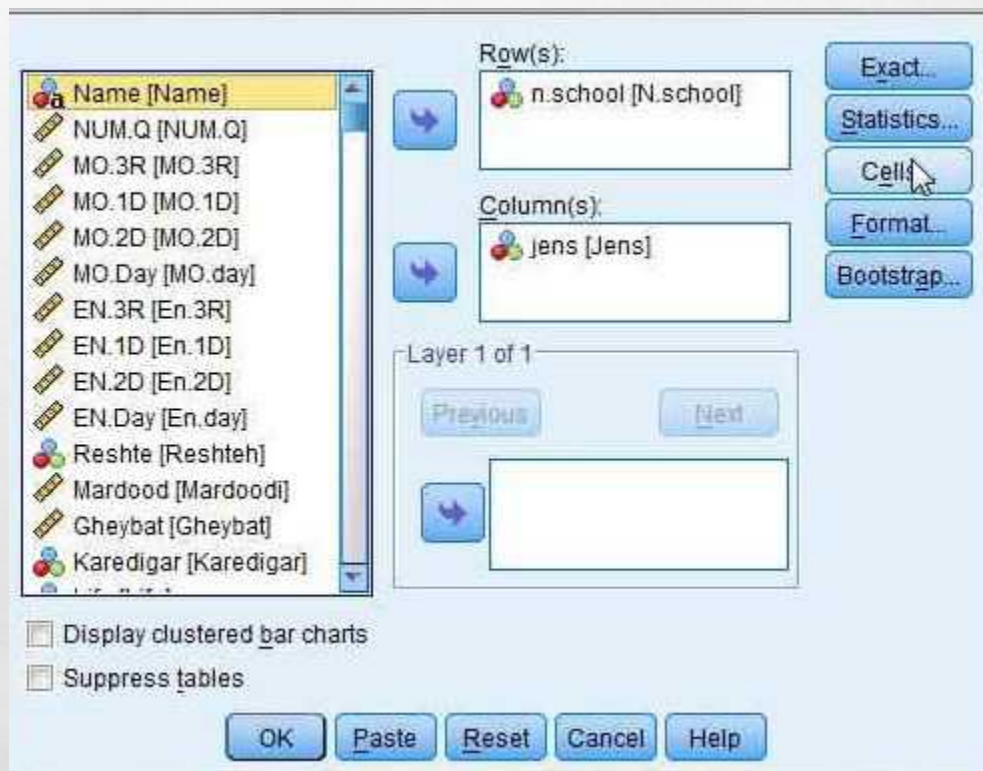 Name [Name]
NUM.Q [NUM.Q]
MO.3R [MO.3R]
MO.1D [MO.1D]
MO.2D [MO.2D]
MO.Day [MO.day]
EN.3R [En.3R]
EN.1D [En.1D]
EN.2D [En.2D]
EN.Day [En.day]
Reshte [Reshteh]
Mardood [Mardoodi]
Gheybat [Gheybat]
Karedigar [Karedigar]
Row(s):
n.school [N.school]
Column(s):
jens [Jens]
Layer 1 of 1
Previous
Next
Exact...
Statistics...
Cells
Format...
Bootstrap...
Display clustered bar charts
Suppress tables
OK
Paste
Reset
Cancel
Help